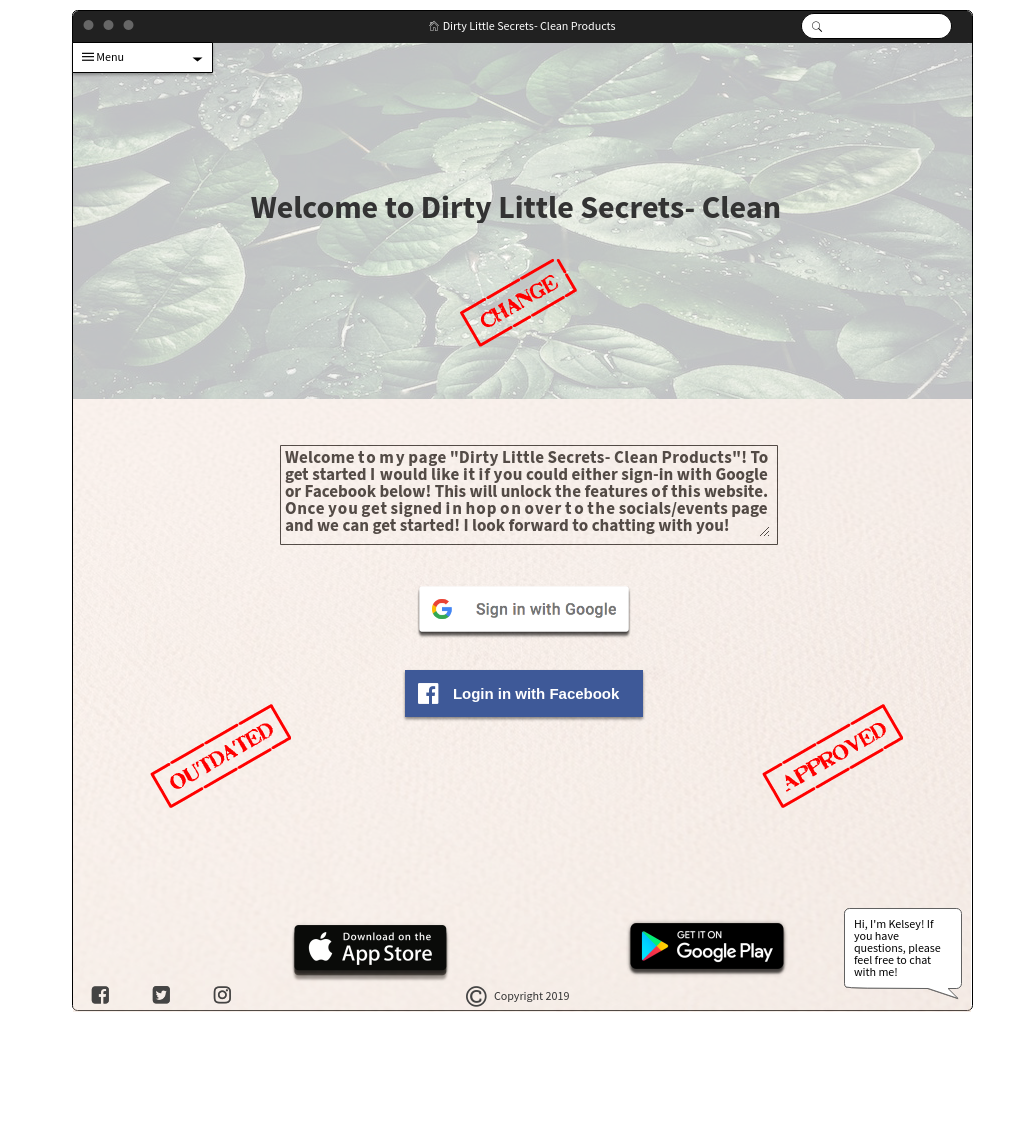 Dirty Little Secrets- Clean Products
Menu
Welcome to Dirty Little Secrets- Clean
CHANGE
Welcome to my page "Dirty Little Secrets- Clean Products"! To
get started I would like it if you could either sign-in with Google
or Facebook below! This will unlock the features of this website.
Once you get signed in hop on over to the socials/events page
and we can get started! I look forward to chatting with you!
Sign in with Google
Login in with Facebook
OUTDATED
APPROVED
Download on the
App Store
GET IT ON
Google Play
Hi, I'm Kelsey! If
you have
questions, please
feel free to chat
with me!
Copyright 2019